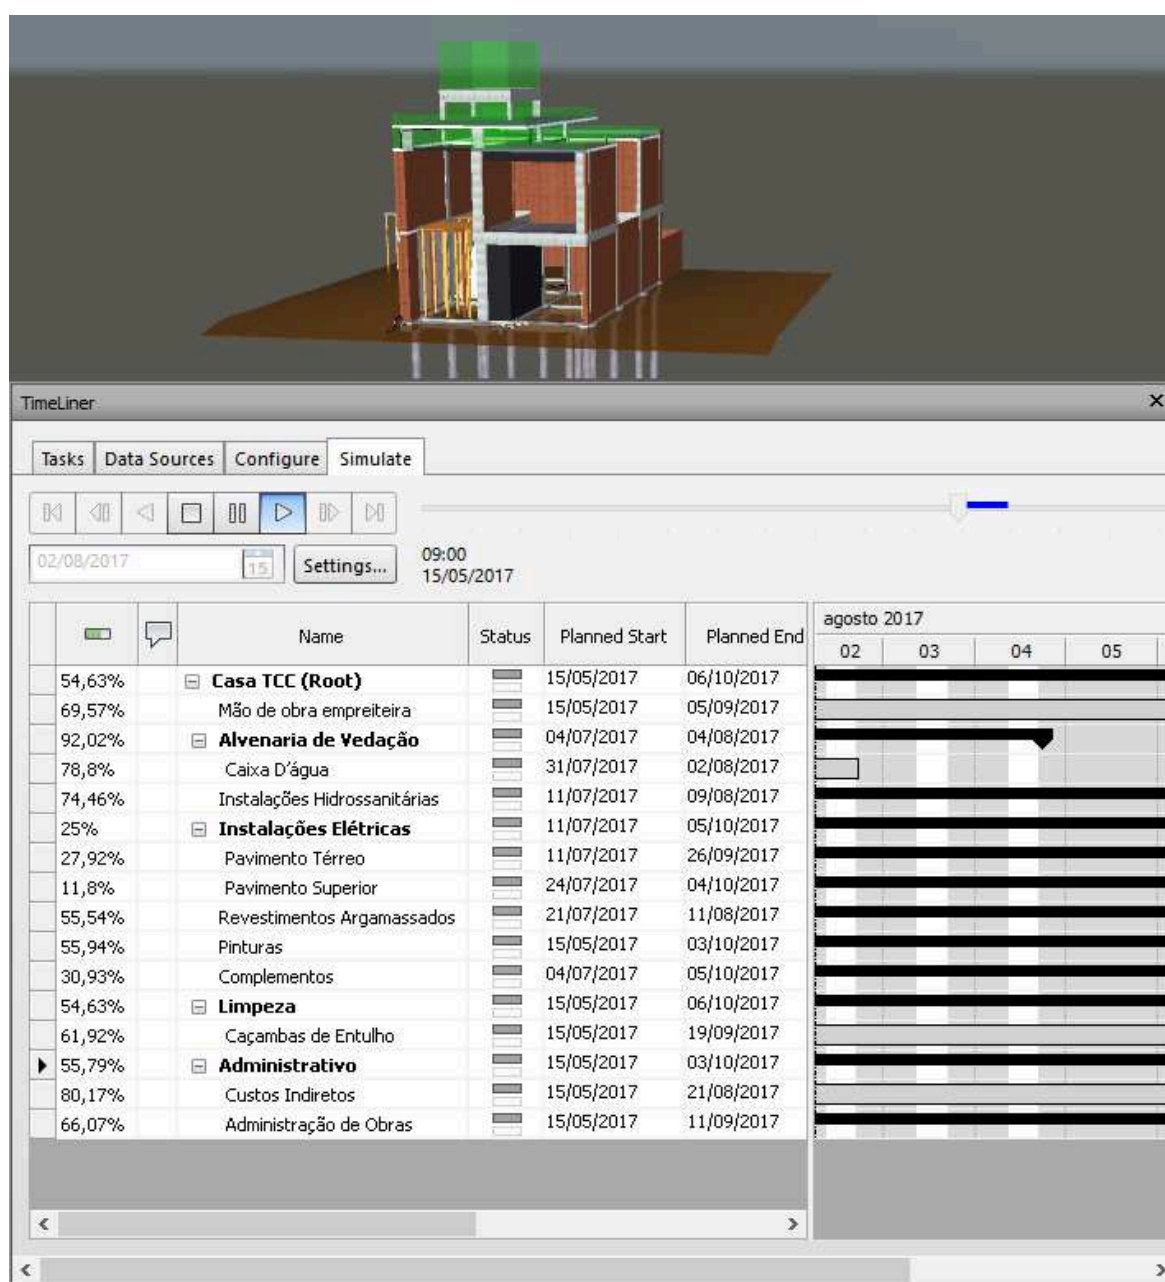 TimeLiner
Tasks Data Sources Configure Simulate
02/08/2017 15 Settings... 09:00
15/05/2017
Name Status Planned Start Planned End agosto 2017
02 03 04 05
54,63% Casa TCC (Root) 15/05/2017 06/10/2017
69,57% Mão de obra empreiteira 15/05/2017 05/09/2017
92,02% Alvenaria de Vedação 04/07/2017 04/08/2017
78,8% Caixa D'água 31/07/2017 02/08/2017
74,46% Instalações Hidrossanitárias 11/07/2017 09/08/2017
25% Instalações Elétricas 11/07/2017 05/10/2017
27,92% Pavimento Térreo 11/07/2017 26/09/2017
11,8% Pavimento Superior 24/07/2017 04/10/2017
55,54% Revestimentos Argamassados 21/07/2017 11/08/2017
55,94% Pinturas 15/05/2017 03/10/2017
30,93% Complementos 04/07/2017 05/10/2017
54,63% Limpeza 15/05/2017 06/10/2017
61,92% Caçambas de Entulho 15/05/2017 19/09/2017
55,79% Administrativo 15/05/2017 03/10/2017
80,17% Custos Indiretos 15/05/2017 21/08/2017
66,07% Administração de Obras 15/05/2017 11/09/2017